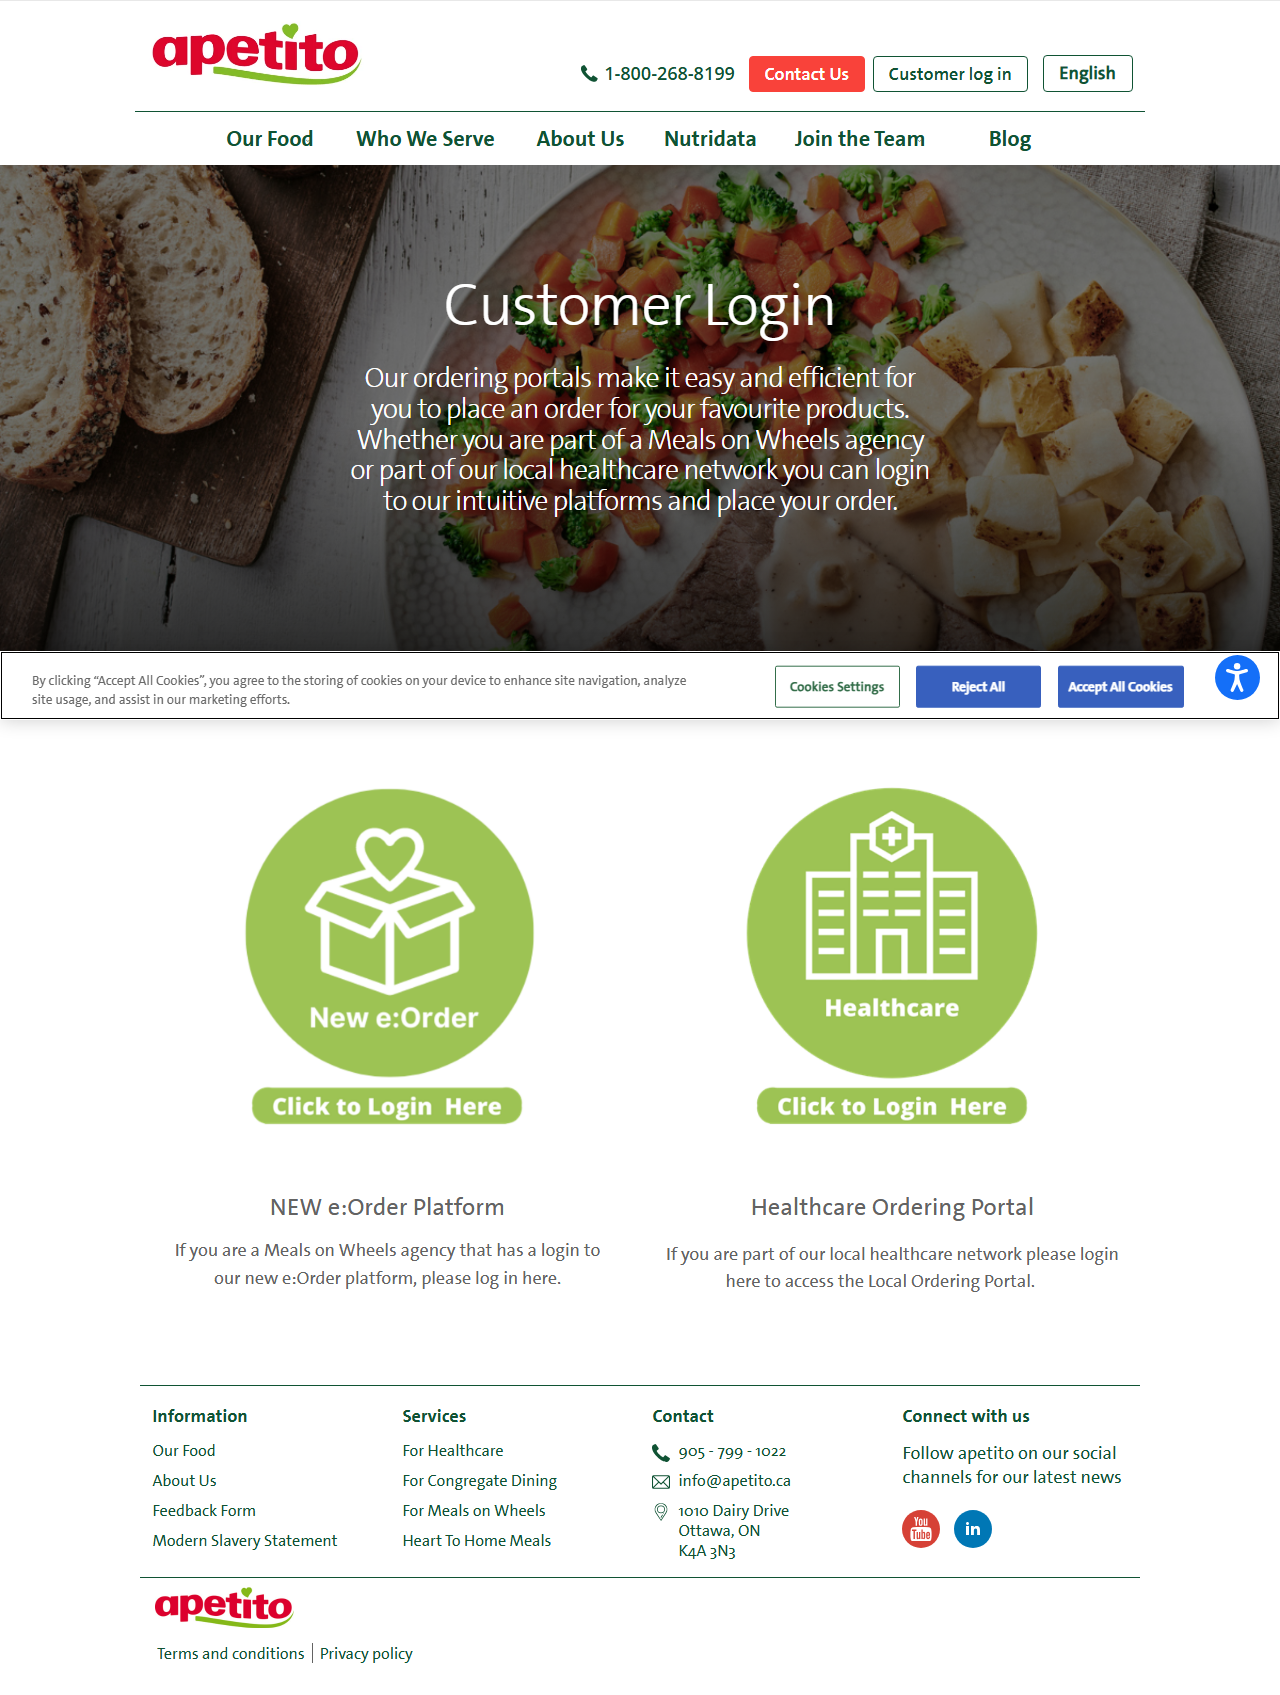 apetito
1-800-268-8199
Contact Us
Customer log in
English
Our Food
Who We Serve
About Us
Nutridata
Join the Team
Blog
Customer Login
Our ordering portals make it easy and efficient for
you to place an order for your favourite products.
Whether you are part of a Meals on Wheels agency
or part of our local healthcare network you can login
to our intuitive platforms and place your order.
By clicking “Accept All Cookies”, you agree to the storing of cookies on your device to enhance site navigation, analyze
site usage, and assist in our marketing efforts.
Cookies Settings
Reject All
Accept All Cookies
New e:Order
Click to Login Here
Healthcare
Click to Login Here
NEW e:Order Platform
If you are a Meals on Wheels agency that has a login to
our new e:Order platform, please log in here.
Healthcare Ordering Portal
If you are part of our local healthcare network please login
here to access the Local Ordering Portal.
Information
Our Food
About Us
Feedback Form
Modern Slavery Statement
Services
For Healthcare
For Congregate Dining
For Meals on Wheels
Heart To Home Meals
Contact
905 - 799 - 1022
info@apetito.ca
1010 Dairy Drive
Ottawa, ON
K4A 3N3
Connect with us
Follow apetito on our social
channels for our latest news
You
Tube
in
apetito
Terms and conditions
Privacy policy